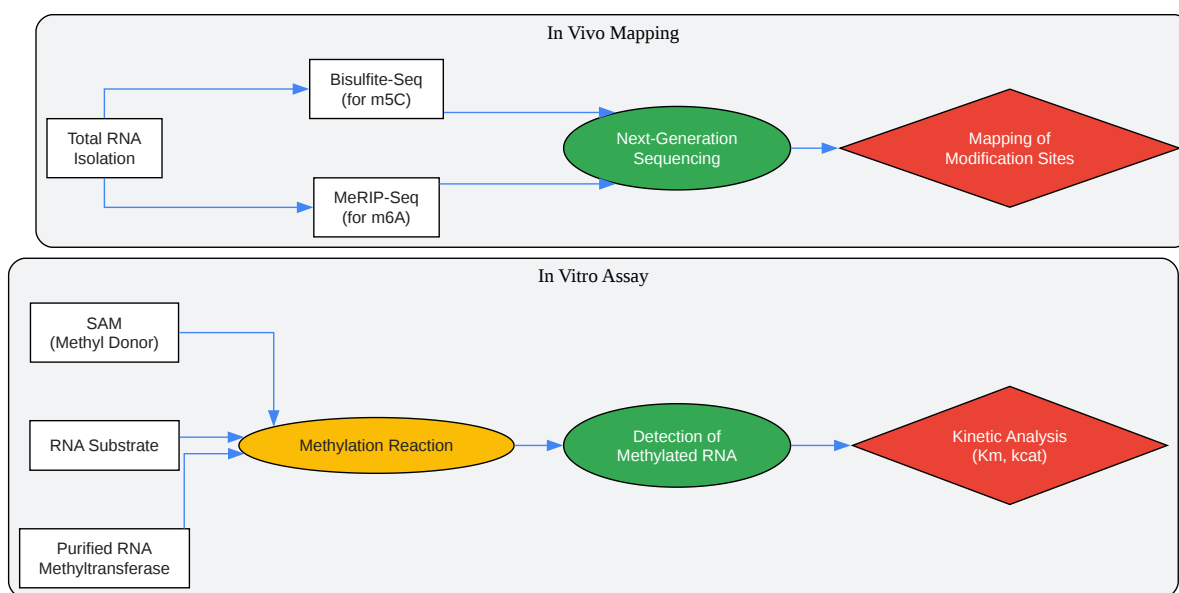 In Vivo Mapping
Bisulfite-Seq
(for m5C)
Total RNA
Isolation
Next-Generation
Sequencing
Mapping of
Modification Sites
MeRIP-Seq
(for m6A)
In Vitro Assay
SAM
(Methyl Donor)
RNA Substrate
Methylation Reaction
Detection of
Methylated RNA
Kinetic Analysis
(Km, kcat)
Purified RNA
Methyltransferase